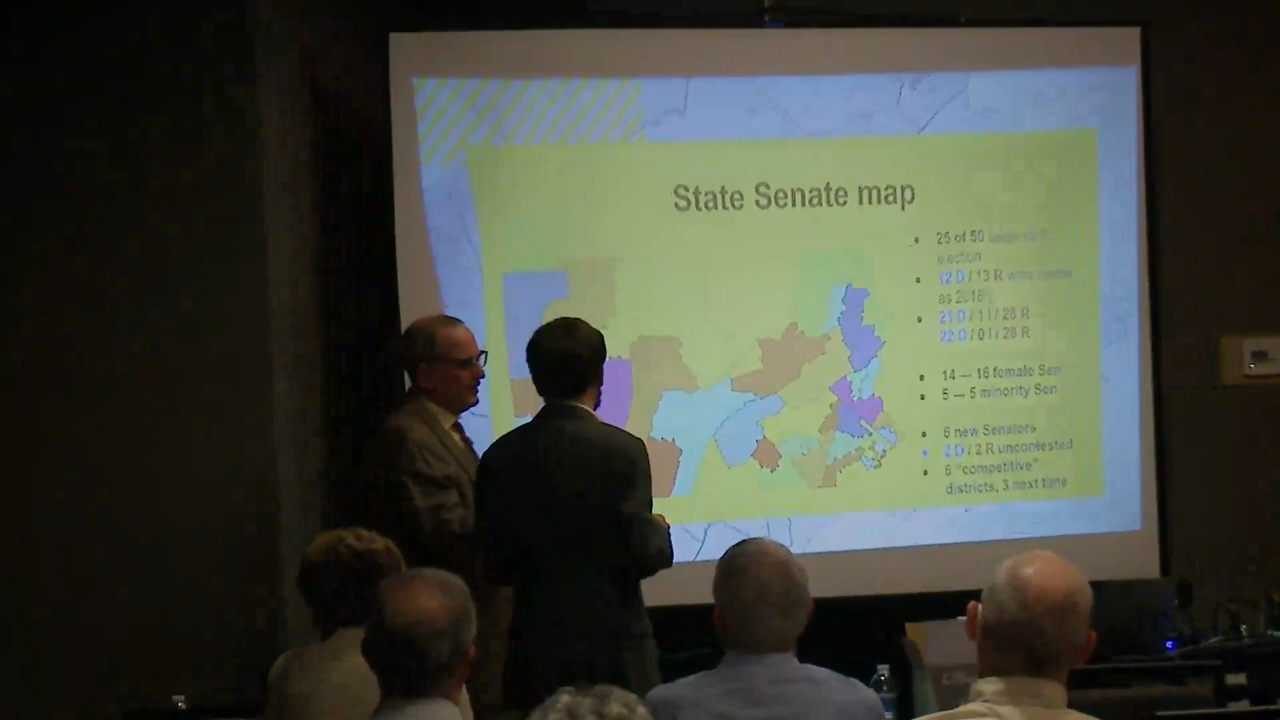 State Senate map
25 of 50
election
12 D / 13 R
as 2018
21 D / 1 I / 28 R
22 D / 0 I / 28 R
14 – 16 female Sen
5 – 5 minority Sen
6 new Senators
2 D / 2 R uncontested
6 "competitive"
districts, 3 next time